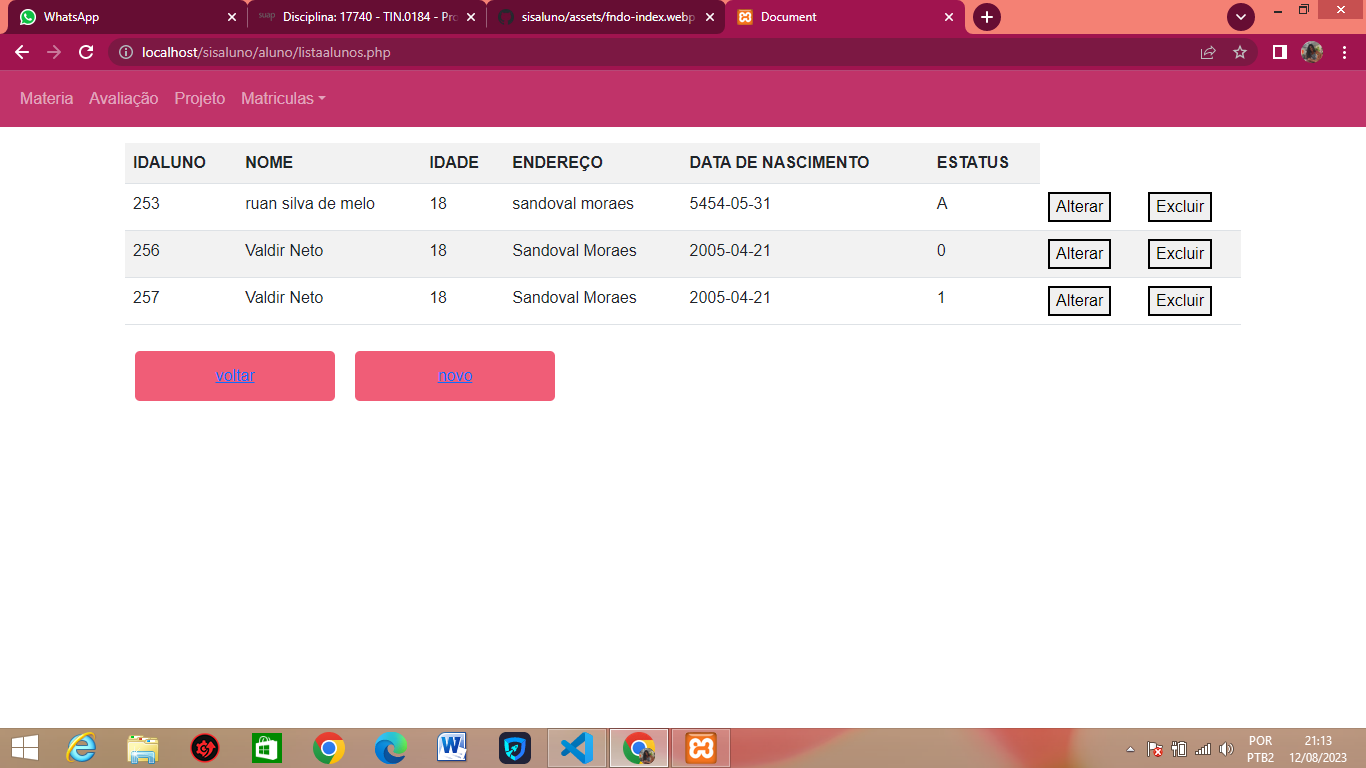 WhatsApp
suap Disciplina: 17740 - TIN.0184 - Pro
sisaluno/assets/fndo-index.webp
Document
localhost/sisaluno/aluno/listaalunos.php
Materia Avaliação Projeto Matriculas
IDALUNO NOME IDADE ENDEREÇO DATA DE NASCIMENTO ESTATUS
253 ruan silva de melo 18 sandoval moraes 5454-05-31 A Alterar Excluir
256 Valdir Neto 18 Sandoval Moraes 2005-04-21 0 Alterar Excluir
257 Valdir Neto 18 Sandoval Moraes 2005-04-21 1 Alterar Excluir
voltar novo
POR 21:13
PTB2 12/08/2023